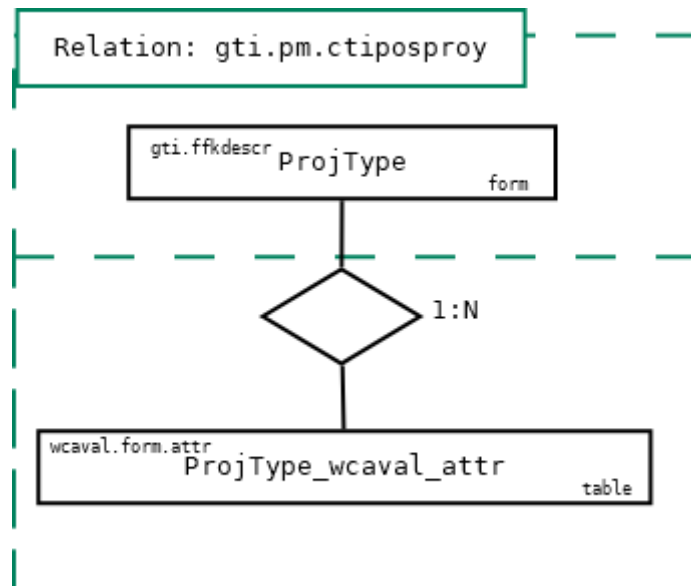 Relation: gti.pm.ctiposproy
gti.ffkdescr
ProjType
form
1:N
wcaval.form.attr
ProjType_wcaval_attr
table